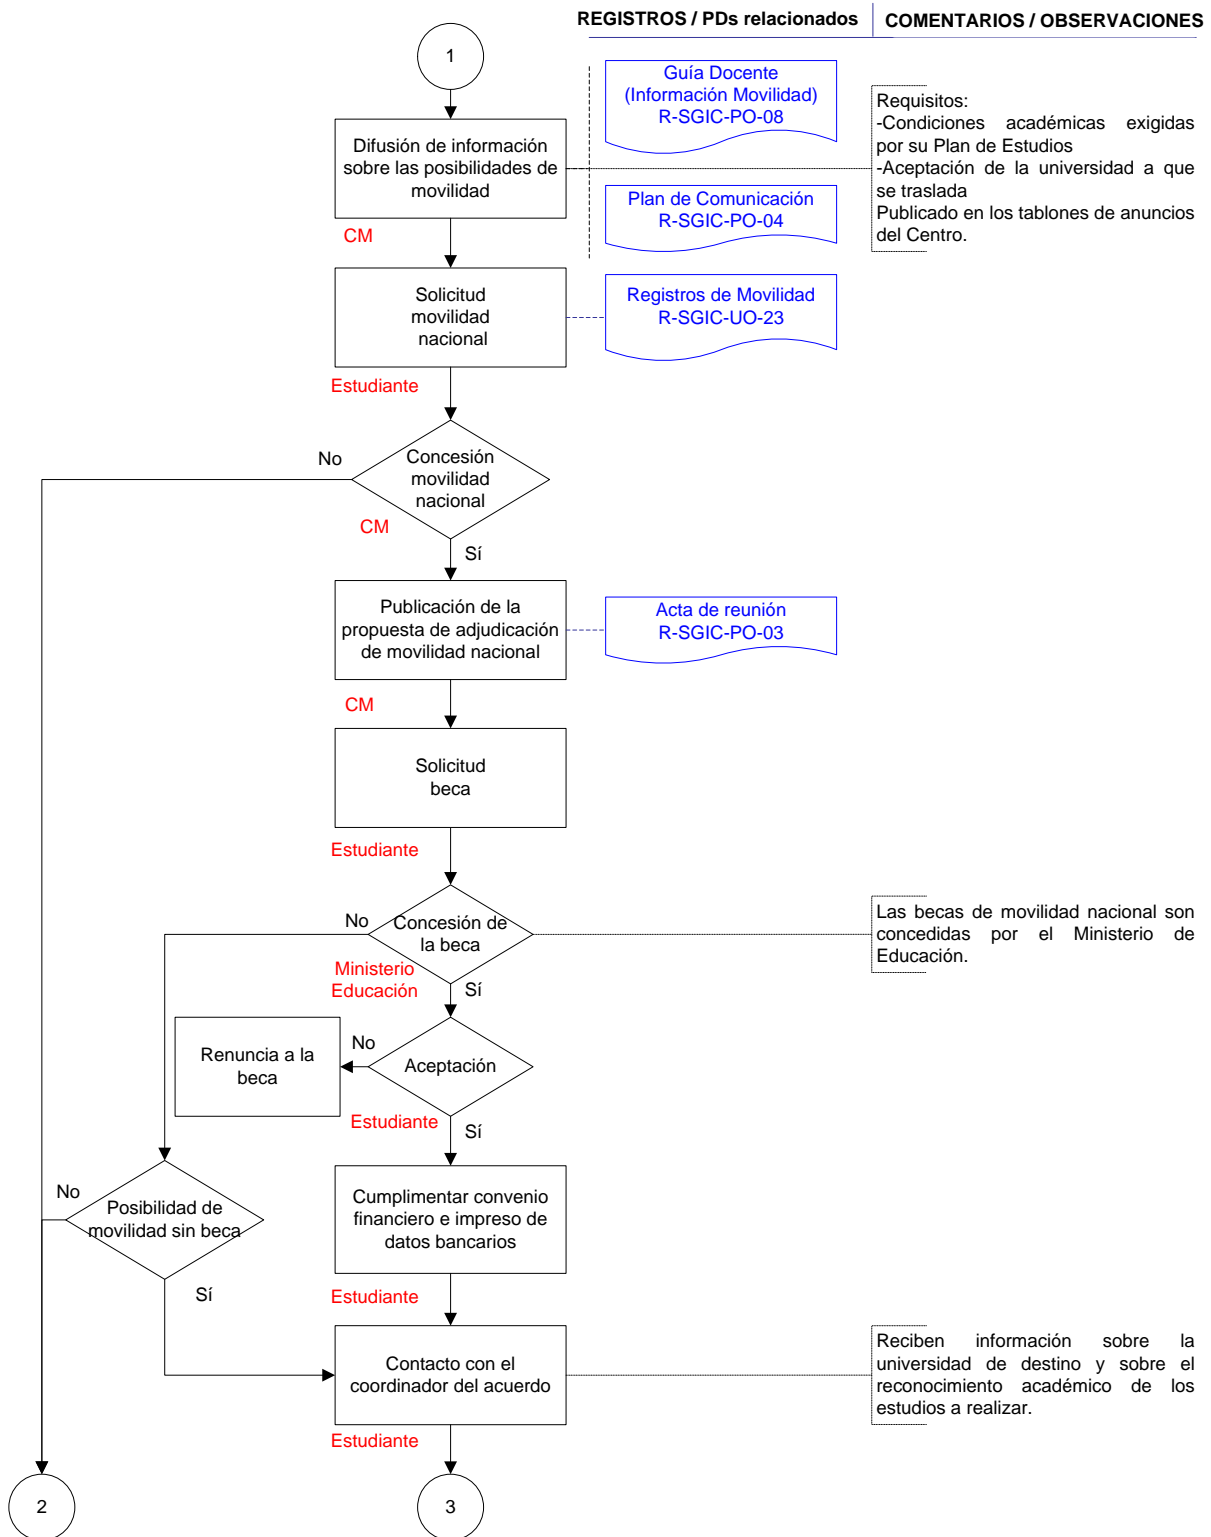 REGISTROS / PDs relacionados
COMENTARIOS / OBSERVACIONES
1
Difusión de información
sobre las posibilidades de
movilidad
CM
Guía Docente
(Información Movilidad)
R-SGIC-PO-08
Plan de Comunicación
R-SGIC-PO-04
Requisitos:
-Condiciones académicas exigidas
por su Plan de Estudios
-Aceptación de la universidad a que
se traslada
Publicado en los tablones de anuncios
del Centro.
Solicitud
movilidad
nacional
Estudiante
Registros de Movilidad
R-SGIC-UO-23
No
Concesión
movilidad
nacional
CM
Sí
Publicación de la
propuesta de adjudicación
de movilidad nacional
CM
Acta de reunión
R-SGIC-PO-03
Solicitud
beca
Estudiante
No
Concesión de
la beca
Ministerio
Educación
Sí
Las becas de movilidad nacional son
concedidas por el Ministerio de
Educación.
Renuncia a la
beca
No
Aceptación
Estudiante
Sí
No
Posibilidad de
movilidad sin beca
Sí
Cumplimentar convenio
financiero e impreso de
datos bancarios
Estudiante
Contacto con el
coordinador del acuerdo
Estudiante
Reciben información sobre la
universidad de destino y sobre el
reconocimiento académico de los
estudios a realizar.
2
3